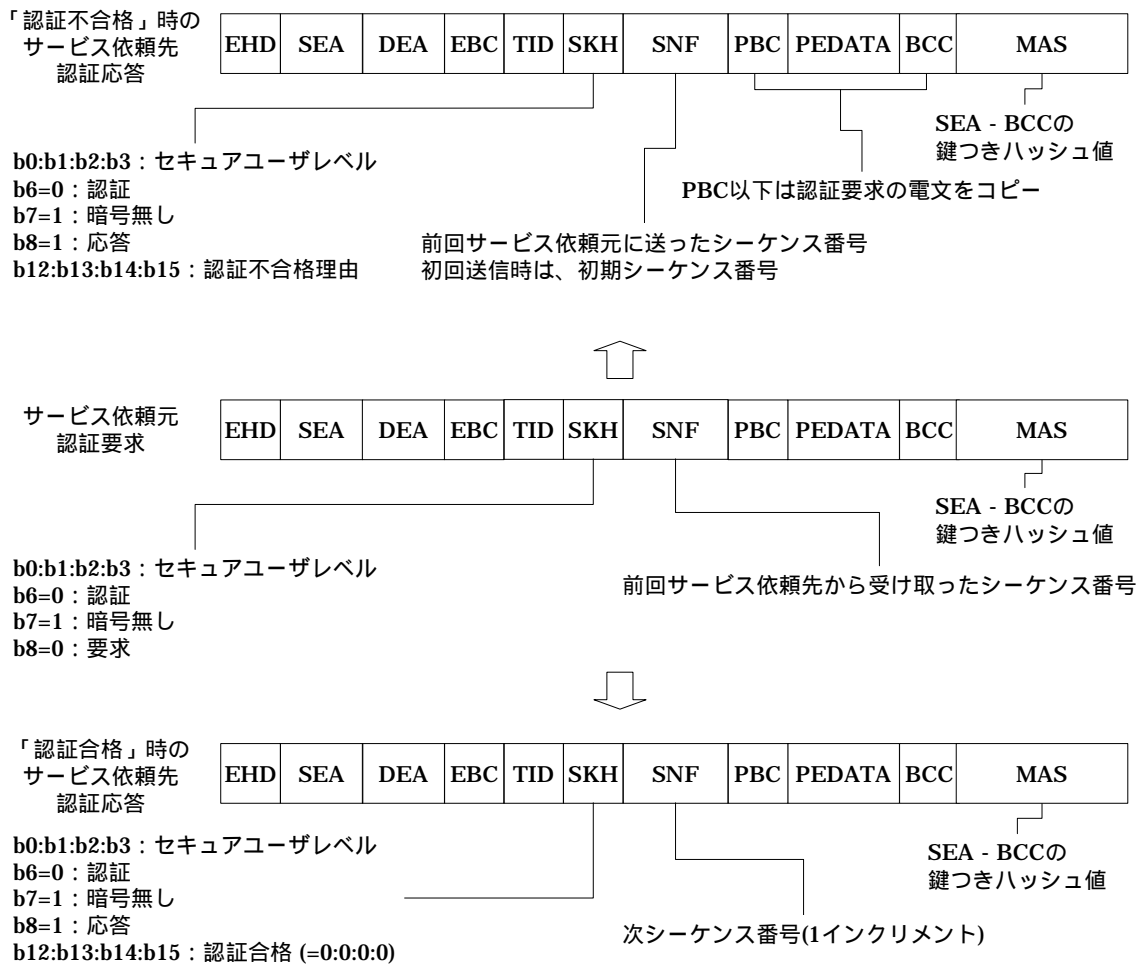 「認証不合格」時の
サービス依頼先
認証応答
EHD SEA DEA EBC TID SKH SNF PBC PEDATA BCC MAS
SEA - BCCの
鍵つきハッシュ値
b0:b1:b2:b3：セキュアユーザレベル
b6=0：認証
b7=1：暗号無し
b8=1：応答
b12:b13:b14:b15：認証不合格理由
PBC以下は認証要求の電文をコピー
前回サービス依頼元に送ったシーケンス番号
初回送信時は、初期シーケンス番号
サービス依頼元
認証要求
EHD SEA DEA EBC TID SKH SNF PBC PEDATA BCC MAS
SEA - BCCの
鍵つきハッシュ値
b0:b1:b2:b3：セキュアユーザレベル
b6=0：認証
b7=1：暗号無し
b8=0：要求
前回サービス依頼先から受け取ったシーケンス番号
「認証合格」時の
サービス依頼先
認証応答
EHD SEA DEA EBC TID SKH SNF PBC PEDATA BCC MAS
b0:b1:b2:b3：セキュアユーザレベル
b6=0：認証
b7=1：暗号無し
b8=1：応答
b12:b13:b14:b15：認証合格 (=0:0:0:0)
SEA - BCCの
鍵つきハッシュ値
次シーケンス番号(1インクリメント)